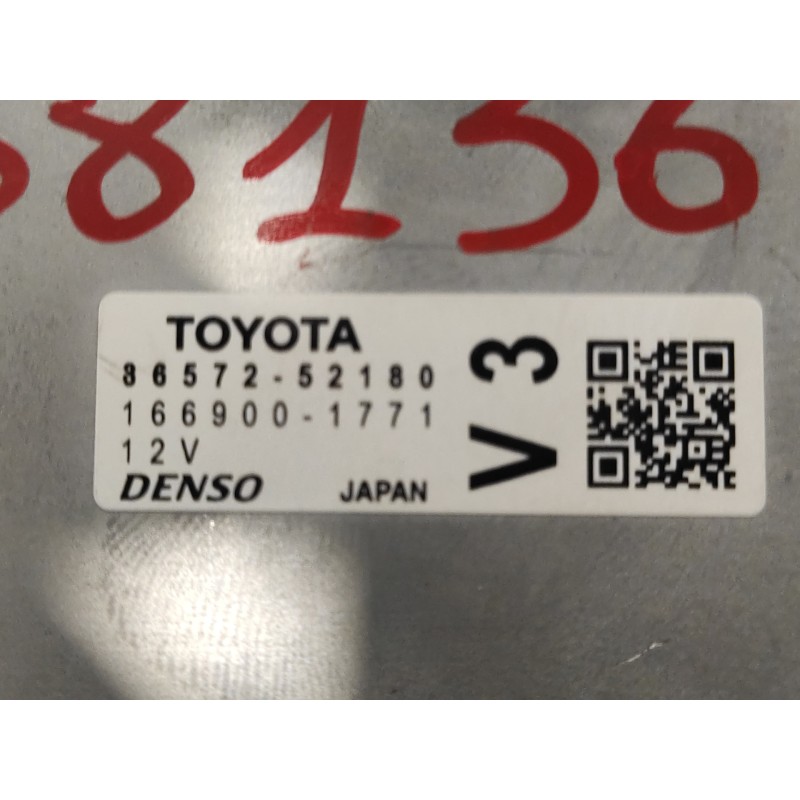 8136
TOYOTA
86572-52180
166900-1771
12V
DENSO JAPAN
V3